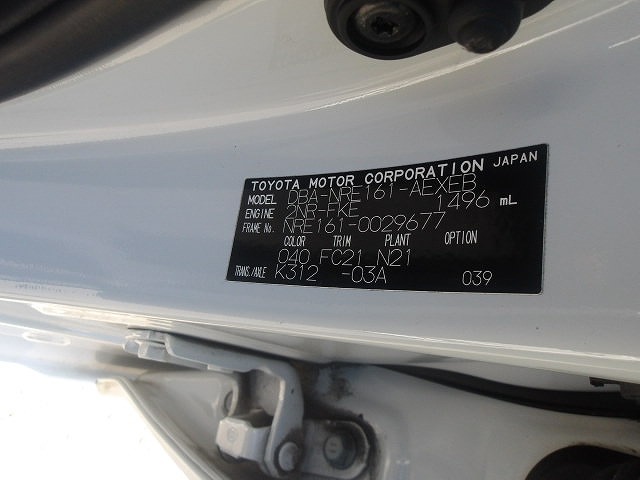 TOYOTA MOTOR CORPORATION JAPAN
MODEL DBA-NRE161-AEXEB
ENGINE 2NR-FKE 1496 mL
FRAME No. NRE161-0029677
COLOR TRIM PLANT OPTION
040 FC21 N21
TRANS./AXLE K312 -03A 039